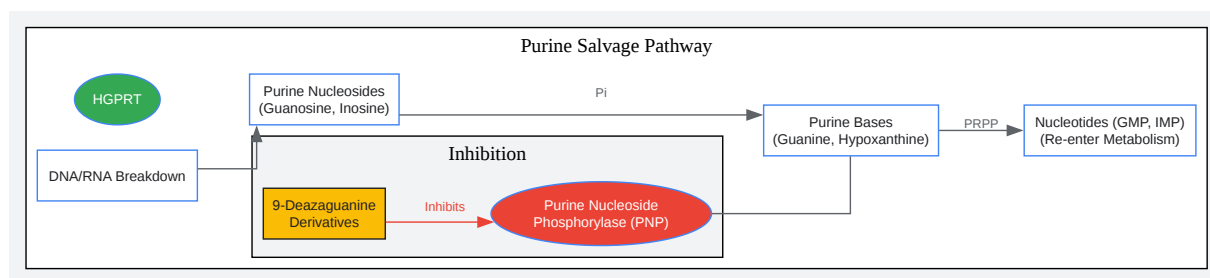 Purine Salvage Pathway
HGPRT
Purine Nucleosides
(Guanosine, Inosine)
Pi
Purine Bases
(Guanine, Hypoxanthine)
PRPP
Nucleotides (GMP, IMP)
(Re-enter Metabolism)
DNA/RNA Breakdown
Inhibition
9-Deazaguanine
Derivatives
Inhibits
Purine Nucleoside
Phosphorylase (PNP)